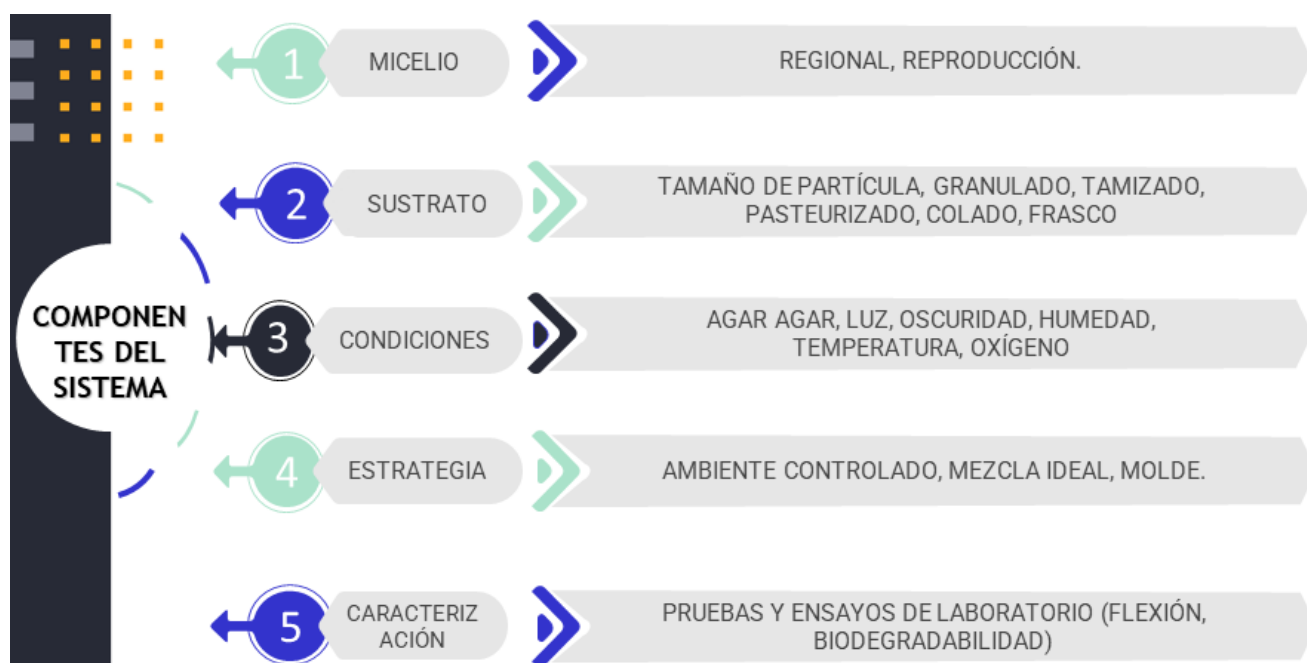 COMPONEN
TES DEL
SISTEMA
1
MICELIO
REGIONAL, REPRODUCCIÓN.
2
SUSTRATO
TAMAÑO DE PARTÍCULA, GRANULADO, TAMIZADO,
PASTEURIZADO, COLADO, FRASCO
3
CONDICIONES
AGAR AGAR, LUZ, OSCURIDAD, HUMEDAD,
TEMPERATURA, OXÍGENO
4
ESTRATEGIA
AMBIENTE CONTROLADO, MEZCLA IDEAL, MOLDE.
5
CARACTERIZ
ACIÓN
PRUEBAS Y ENSAYOS DE LABORATORIO (FLEXIÓN,
BIODEGRADABILIDAD)